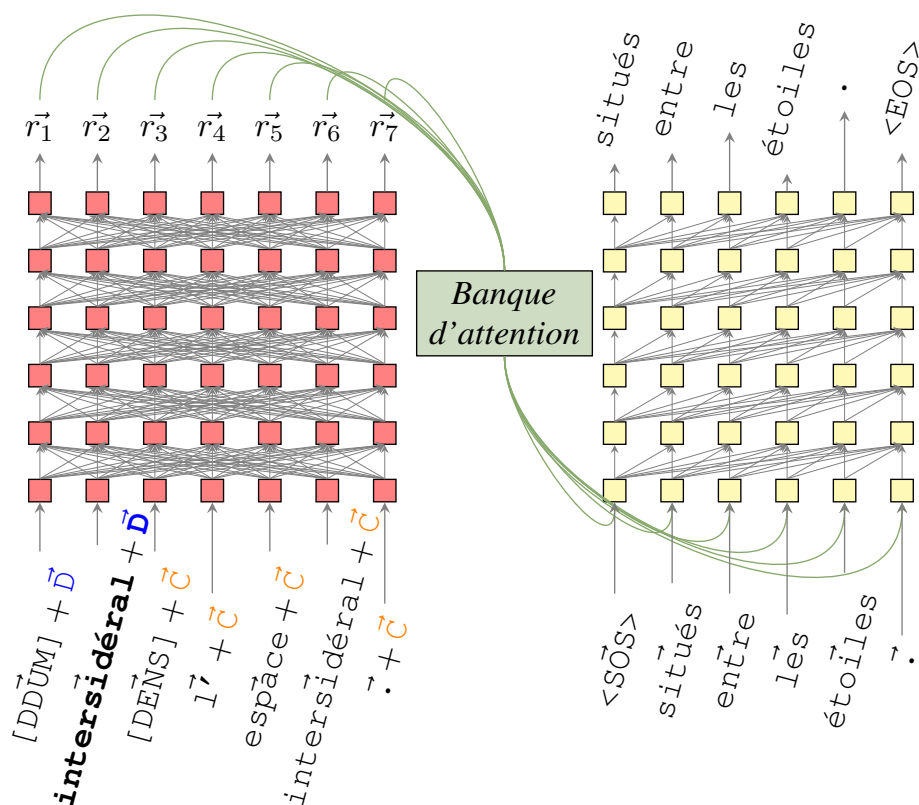 r⃗₁ r⃗₂ r⃗₃ r⃗₄ r⃗₅ r⃗₆ r⃗₇
[DDUM] + D
intersidéral + D
[DENS] + C
l' + C
espace + C
intersidéral + C
. + C
Banque
d'attention
situés
entre
les
étoiles
.
<EOS>
<SOS>
situés
entre
les
étoiles
.